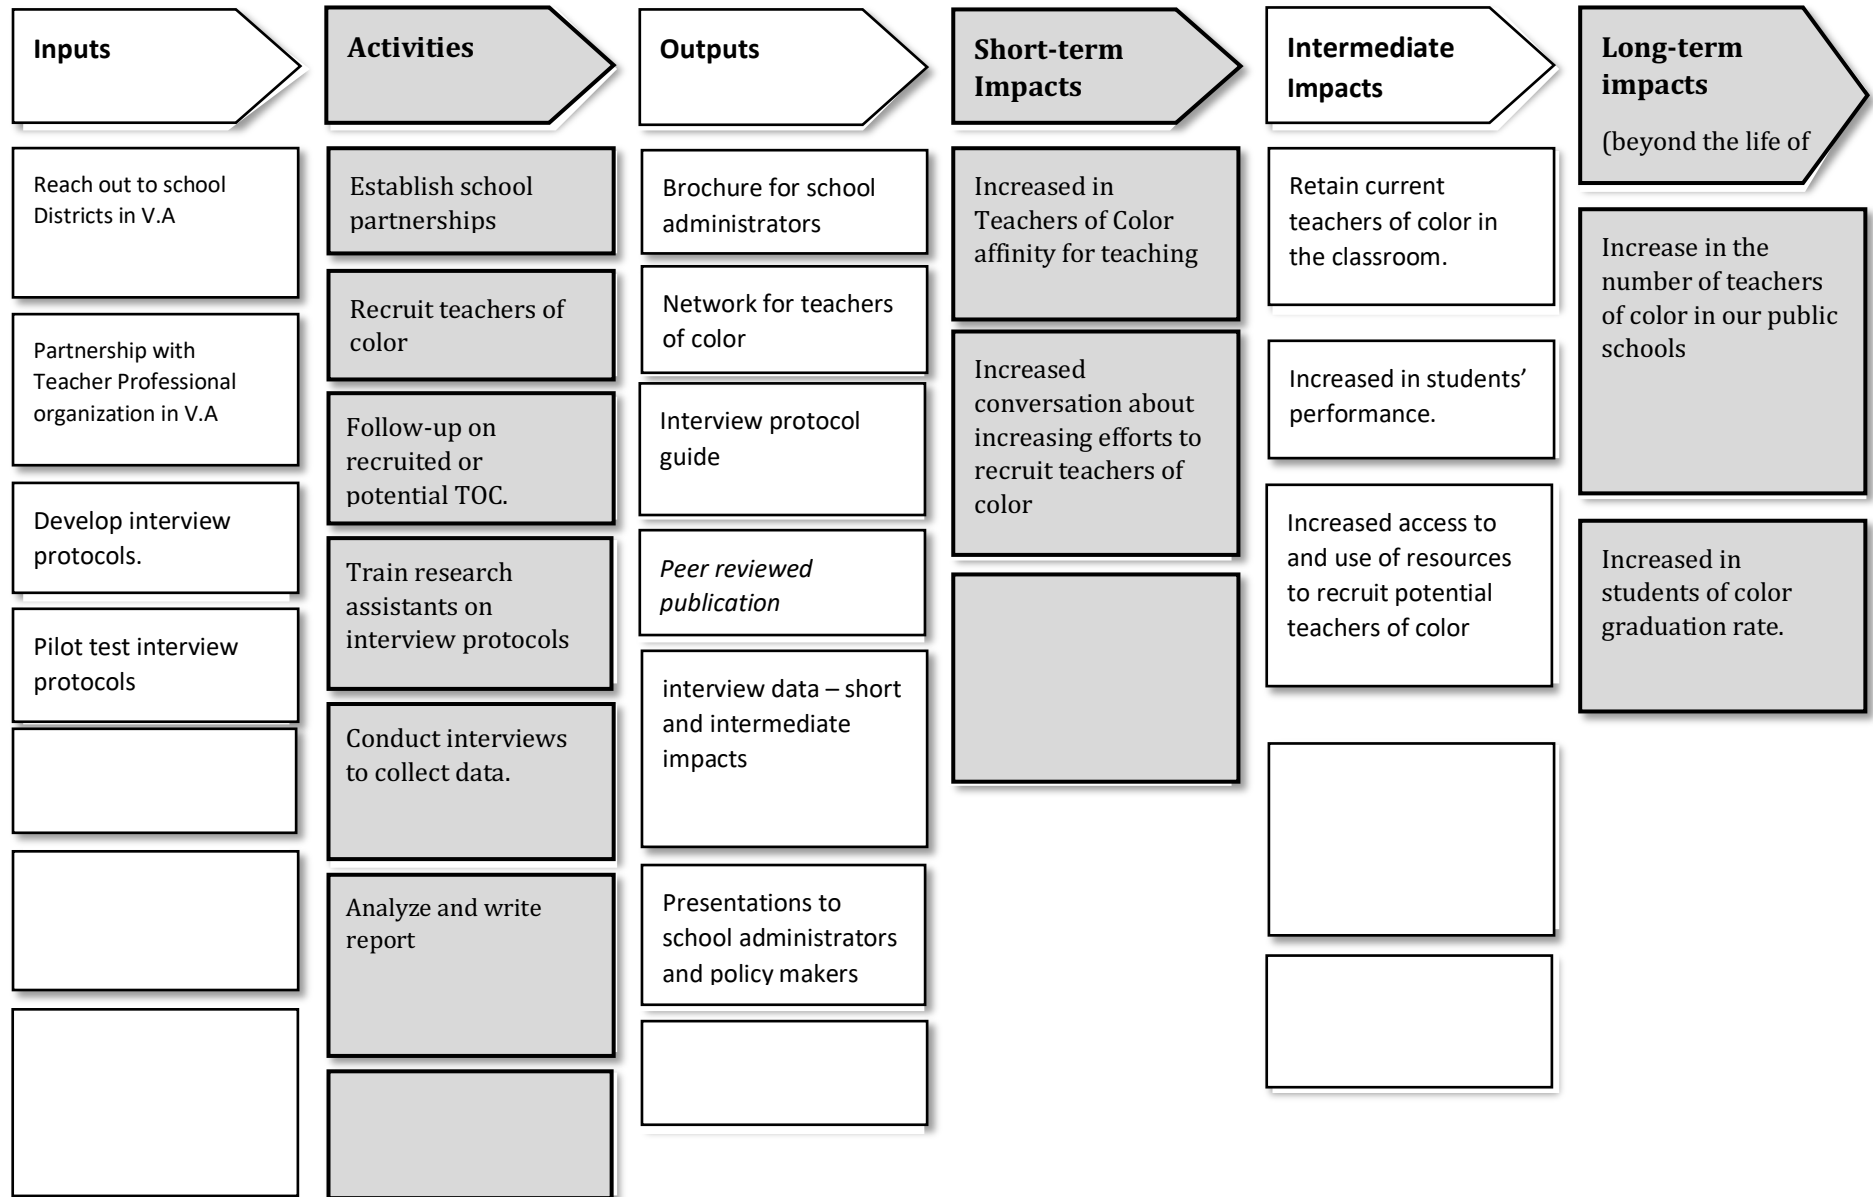 Inputs
Reach out to school
Districts in V.A
Partnership with
Teacher Professional
organization in V.A
Develop interview
protocols.
Pilot test interview
protocols
Activities
Establish school
partnerships
Recruit teachers of
color
Follow-up on
recruited or
potential TOC.
Train research
assistants on
interview protocols
Conduct interviews
to collect data.
Analyze and write
report
Outputs
Brochure for school
administrators
Network for teachers
of color
Interview protocol
guide
Peer reviewed
publication
interview data – short
and intermediate
impacts
Presentations to
school administrators
and policy makers
Short-term
Impacts
Increased in
Teachers of Color
affinity for teaching
Increased
conversation about
increasing efforts to
recruit teachers of
color
Intermediate
Impacts
Retain current
teachers of color in
the classroom.
Increased in students’
performance.
Increased access to
and use of resources
to recruit potential
teachers of color
Long-term
impacts
(beyond the life of
Increase in the
number of teachers
of color in our public
schools
Increased in
students of color
graduation rate.